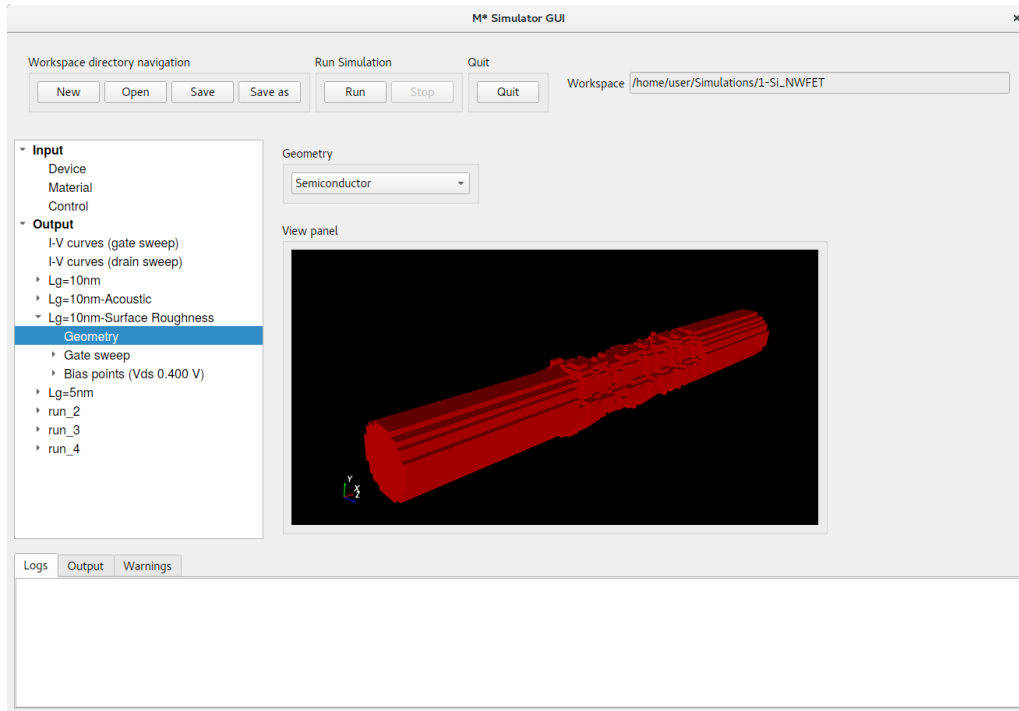 M* Simulator GUI
Workspace directory navigation
Run Simulation
Quit
New
Open
Save
Save as
Run
Stop
Quit
Workspace
/home/user/Simulations/1-Si_NWFET
Input
Device
Material
Control
Output
I-V curves (gate sweep)
I-V curves (drain sweep)
Lg=10nm
Lg=10nm-Acoustic
Lg=10nm-Surface Roughness
Geometry
Gate sweep
Bias points (Vds 0.400 V)
Lg=5nm
run_2
run_3
run_4
Geometry
Semiconductor
View panel
Y
X
Z
Logs
Output
Warnings